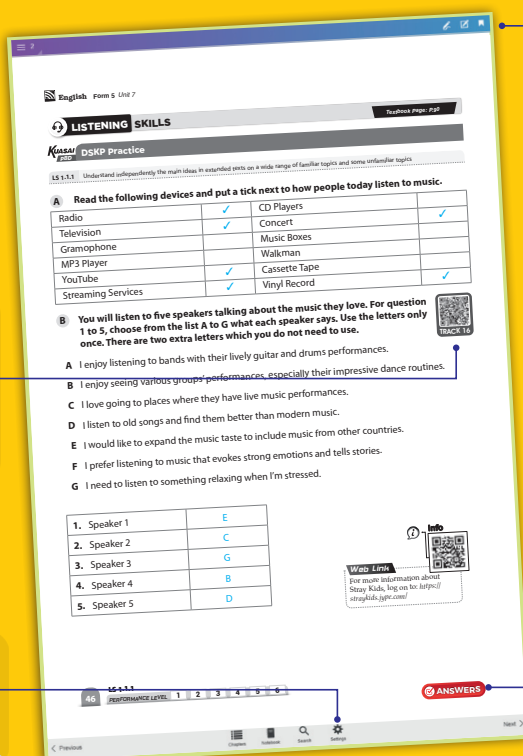 2
English Form 5 Unit 7
Textbook Page: P.90
LISTENING SKILLS
KUASAI PBD DSKP Practice
LS 1.1.1 Understand independently the main ideas in extended texts on a wide range of familiar topics and some unfamiliar topics
A Read the following devices and put a tick next to how people today listen to music.
Radio ✓ CD Players
Television ✓ Concert ✓
Gramophone Music Boxes
MP3 Player Walkman
YouTube ✓ Cassette Tape
Streaming Services ✓ Vinyl Record ✓
B You will listen to five speakers talking about the music they love. For question
1 to 5, choose from the list A to G what each speaker says. Use the letters only
once. There are two extra letters which you do not need to use.
TRACK 16
A I enjoy listening to bands with their lively guitar and drums performances.
B I enjoy seeing various groups' performances, especially their impressive dance routines.
C I love going to places where they have live music performances.
D I listen to old songs and find them better than modern music.
E I would like to expand the music taste to include music from other countries.
F I prefer listening to music that evokes strong emotions and tells stories.
G I need to listen to something relaxing when I'm stressed.
1. Speaker 1 E
2. Speaker 2 C
3. Speaker 3 G
4. Speaker 4 B
5. Speaker 5 D
Info
Web Link
For more information about
Stray Kids, log on to: https://
straykids.jype.com/
46 LS 1.1.1
PERFORMANCE LEVEL 1 2 3 4 5 6
ANSWERS
Previous Chapters Notebook Search Settings Next